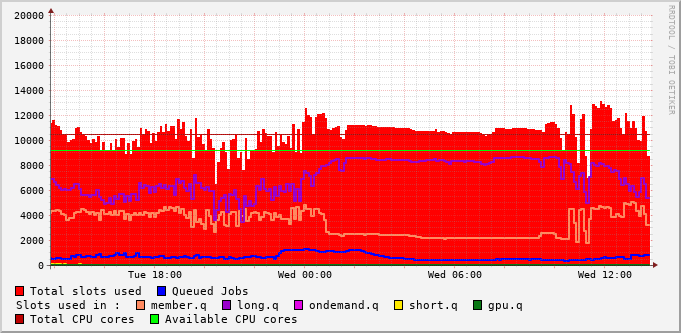 20000
18000
16000
14000
12000
10000
8000
6000
4000
2000
0
Tue 18:00 Wed 00:00 Wed 06:00 Wed 12:00
Total slots used Queued Jobs
Slots used in : member.q long.q ondemand.q short.q gpu.q
Total CPU cores Available CPU cores
RRDTOOL / TOBI OETIKER